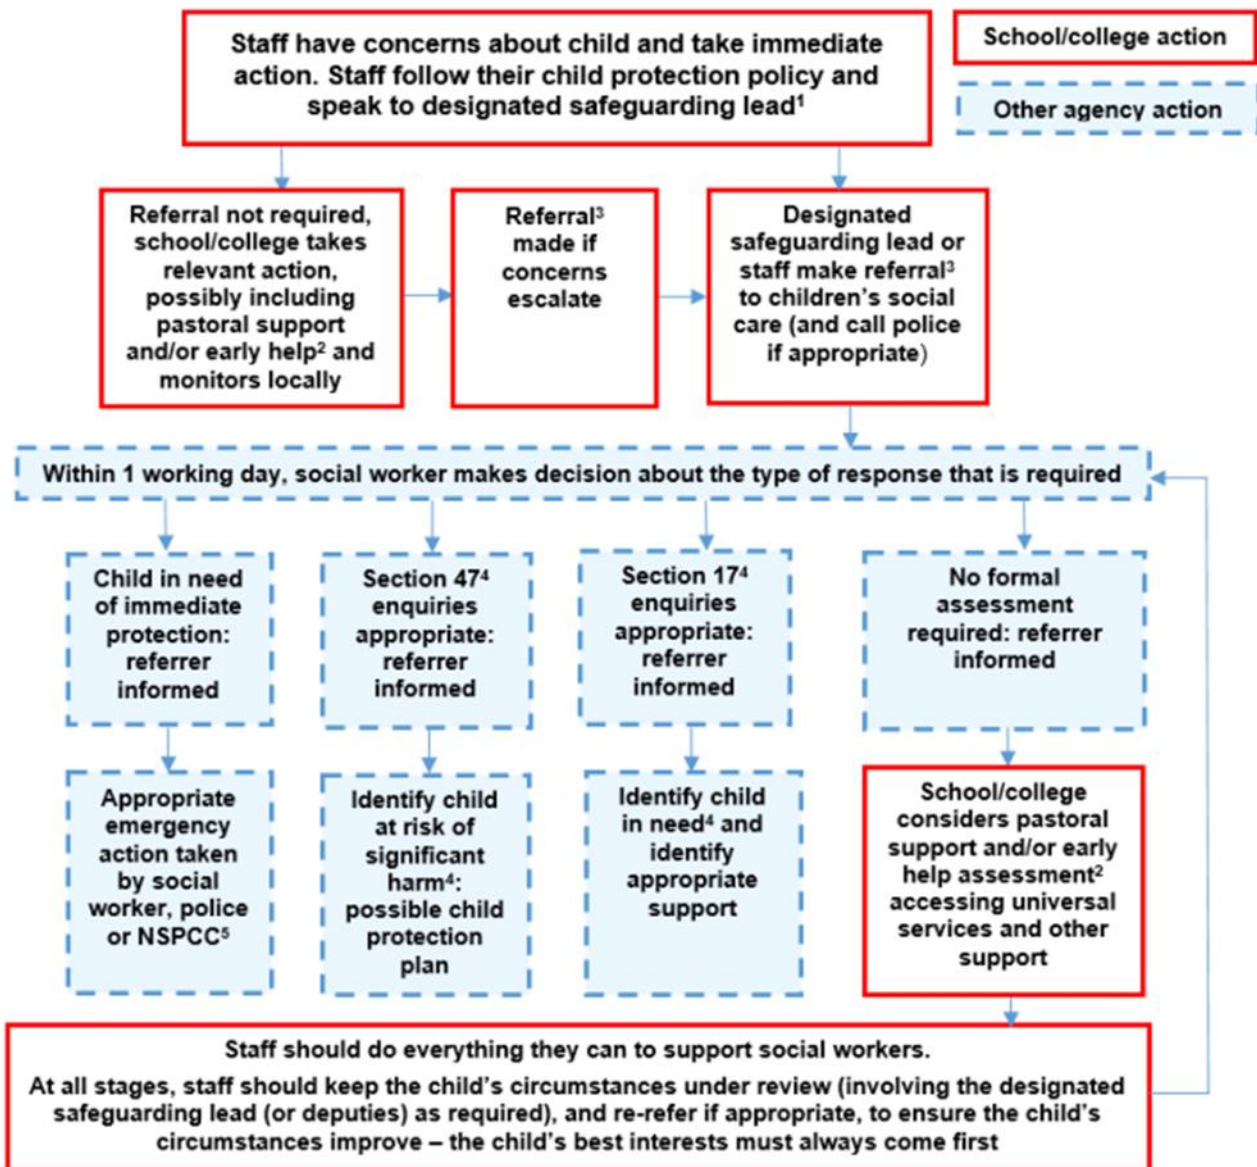 Staff have concerns about child and take immediate
action. Staff follow their child protection policy and
speak to designated safeguarding lead¹
School/college action
Other agency action
Referral not required,
school/college takes
relevant action,
possibly including
pastoral support
and/or early help² and
monitors locally
Referral³
made if
concerns
escalate
Designated
safeguarding lead or
staff make referral³
to children’s social
care (and call police
if appropriate)
Within 1 working day, social worker makes decision about the type of response that is required
Child in need
of immediate
protection:
referrer
informed
Section 47⁴
enquiries
appropriate:
referrer
informed
Section 17⁴
enquiries
appropriate:
referrer
informed
No formal
assessment
required: referrer
informed
Appropriate
emergency
action taken
by social
worker, police
or NSPCC⁵
Identify child
at risk of
significant
harm⁴:
possible child
protection
plan
Identify child
in need⁴ and
identify
appropriate
support
School/college
considers pastoral
support and/or early
help assessment²
accessing universal
services and other
support
Staff should do everything they can to support social workers.
At all stages, staff should keep the child’s circumstances under review (involving the designated
safeguarding lead (or deputies) as required), and re-refer if appropriate, to ensure the child’s
circumstances improve – the child’s best interests must always come first